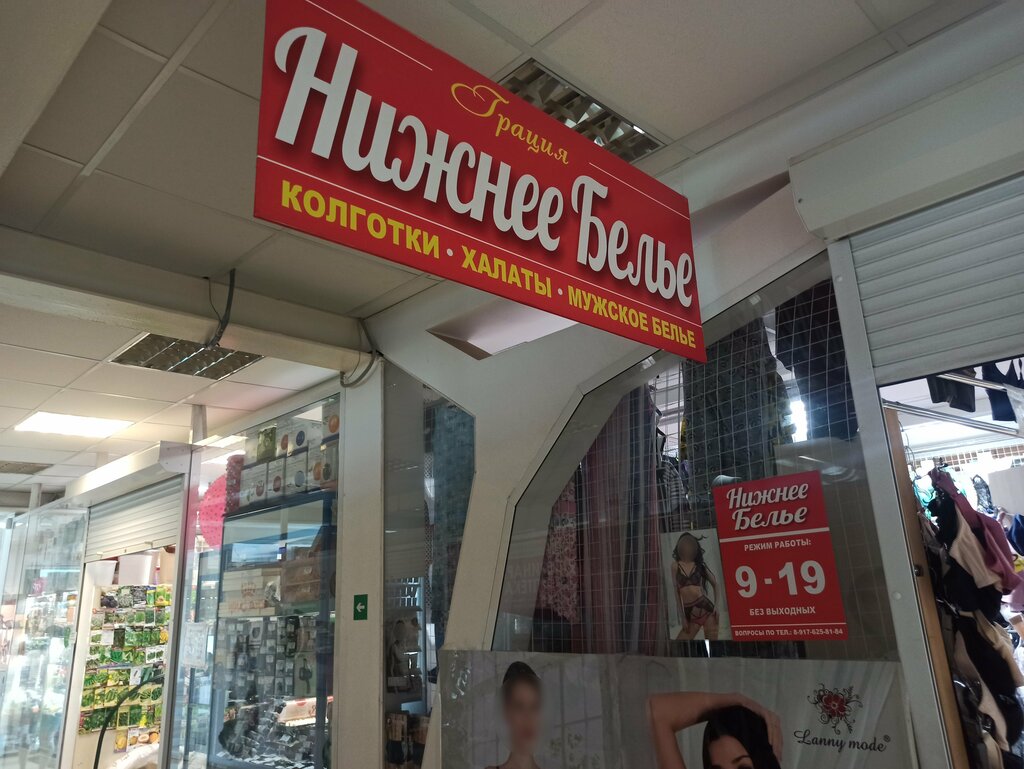 Грация
Нижнее Белье
КОЛГОТКИ · ХАЛАТЫ · МУЖСКОЕ БЕЛЬЕ
Нижнее
Белье
РЕЖИМ РАБОТЫ:
9 - 19
БЕЗ ВЫХОДНЫХ
ВОПРОСЫ ПО ТЕЛ.: 8-917-625-81-84
Lanny mode®